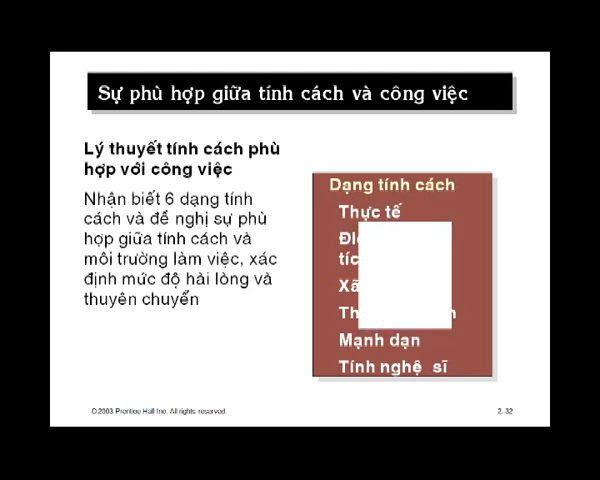 Sự phù hợp giữa tính cách và công việc
Lý thuyết tính cách phù
hợp với công việc
Nhận biết 6 dạng tính
cách và đề nghị sự phù
hợp giữa tính cách và
môi trường làm việc, xác
định mức độ hài lòng và
thuyên chuyển
Dạng tính cách
Thực tế
Xã
Mạnh dạn
Tính nghệ sĩ
© 2003 Prentice Hall Inc. All rights reserved.
2–32